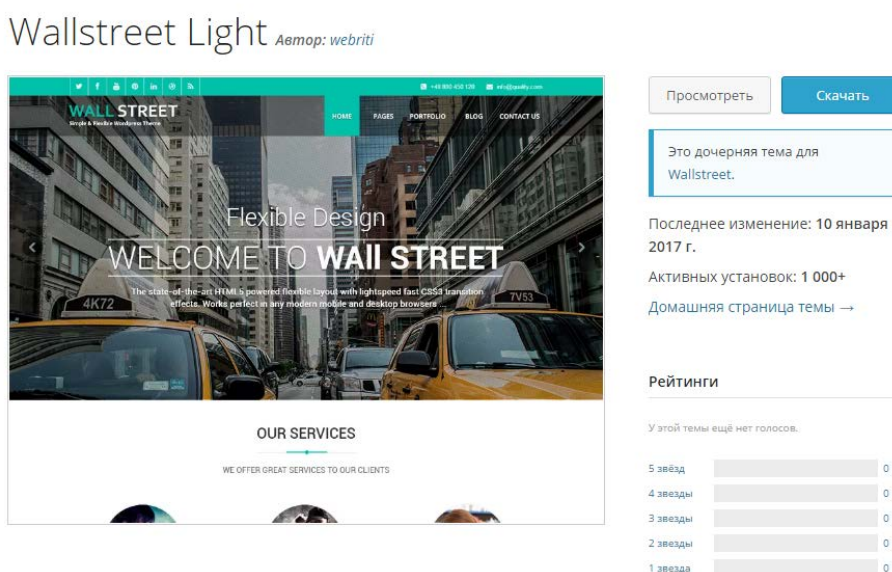 Wallstreet Light Автор: webriti
+48 800 450 128 info@quality.com
WALL STREET
Simple & Flexible Wordpress Theme
HOME PAGES PORTFOLIO BLOG CONTACT US
Flexible Design
WELCOME TO WAll STREET
The state-of-the-art HTML5 powered flexible layout with lightspeed fast CSS3 transition
effects. Works perfect in any modern mobile and desktop browsers ...
4K72
7V53
OUR SERVICES
WE OFFER GREAT SERVICES TO OUR CLIENTS
Просмотреть Скачать
Это дочерняя тема для
Wallstreet.
Последнее изменение: 10 января
2017 г.
Активных установок: 1 000+
Домашняя страница темы →
Рейтинги
У этой темы ещё нет голосов.
5 звёзд 0
4 звезды 0
3 звезды 0
2 звезды 0
1 звезда 0